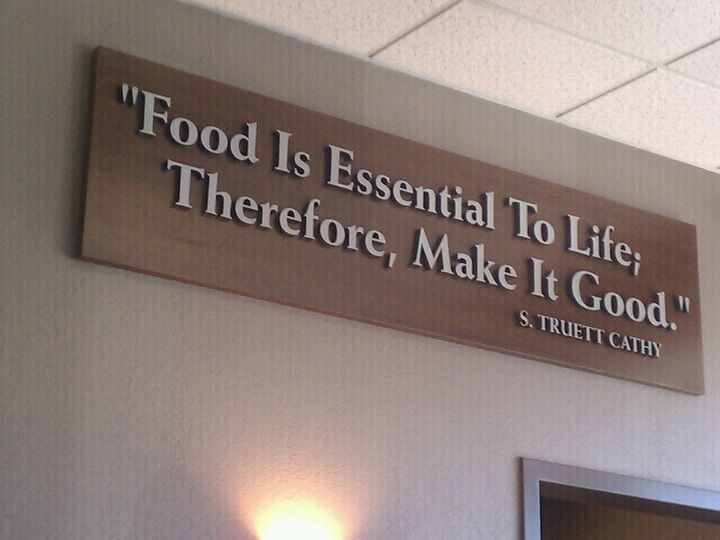 "Food Is Essential To Life;
Therefore, Make It Good."
S. TRUETT CATHY